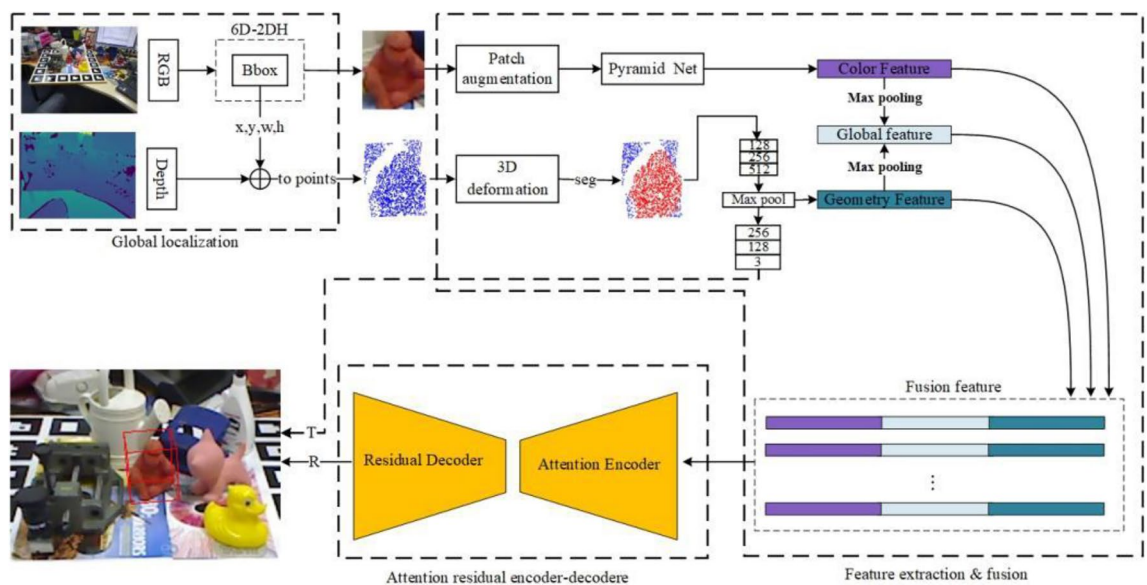 6D-2DH
RGB
Bbox
x,y,w,h
Depth
to points
Global localization
Patch
augmentation
Pyramid Net
Color Feature
Max pooling
Global feature
Max pooling
Geometry Feature
3D
deformation
seg
128
256
512
Max pool
256
128
3
Fusion feature
...
Feature extraction & fusion
T
R
Residual Decoder
Attention Encoder
Attention residual encoder-decodere